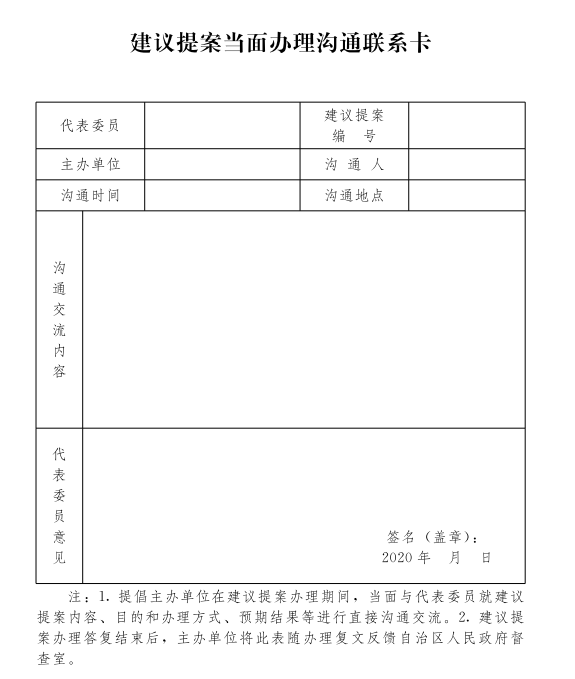 建议提案当面办理沟通联系卡
代表委员
建议提案
编 号
主办单位
沟 通 人
沟通时间
沟通地点
沟
通
交
流
内
容
代
表
委
员
意
见
签名（盖章）：
2020 年 月 日
注：1. 提倡主办单位在建议提案办理期间，当面与代表委员就建议
提案内容、目的和办理方式、预期结果等进行直接沟通交流。2. 建议提
案办理答复结束后，主办单位将此表随办理复文反馈自治区人民政府督
查室。